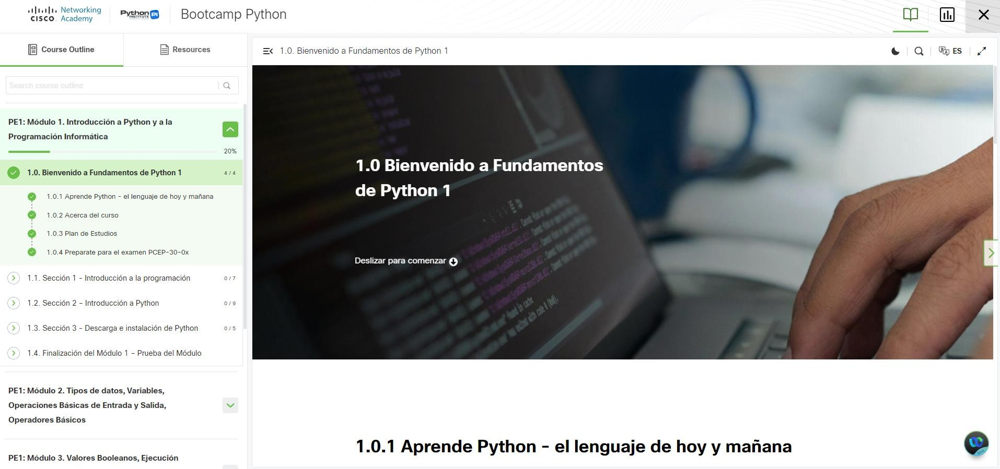 Networking
CISCO Academy
Python
INSTITUTE PI
Bootcamp Python
Course Outline
Resources
Search course outline
PE1: Módulo 1. Introducción a Python y a la
Programación Informática
20%
1.0. Bienvenido a Fundamentos de Python 1
4 / 4
1.0.1 Aprende Python - el lenguaje de hoy y mañana
1.0.2 Acerca del curso
1.0.3 Plan de Estudios
1.0.4 Preparate para el examen PCEP-30-0x
1.1. Sección 1 - Introducción a la programación
0 / 7
1.2. Sección 2 - Introducción a Python
0 / 9
1.3. Sección 3 - Descarga e instalación de Python
0 / 5
1.4. Finalización del Módulo 1 - Prueba del Módulo
PE1: Módulo 2. Tipos de datos, Variables,
Operaciones Básicas de Entrada y Salida,
Operadores Básicos
PE1: Módulo 3. Valores Booleanos, Ejecución
1.0. Bienvenido a Fundamentos de Python 1
ES
1.0 Bienvenido a Fundamentos
de Python 1
Deslizar para comenzar
1.0.1 Aprende Python - el lenguaje de hoy y mañana